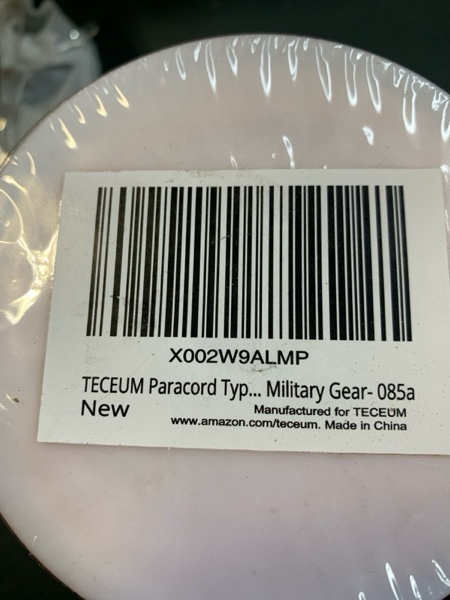 X002W9ALMP
TECEUM Paracord Typ... Military Gear- 085a
New
Manufactured for TECEUM
www.amazon.com/teceum. Made in China